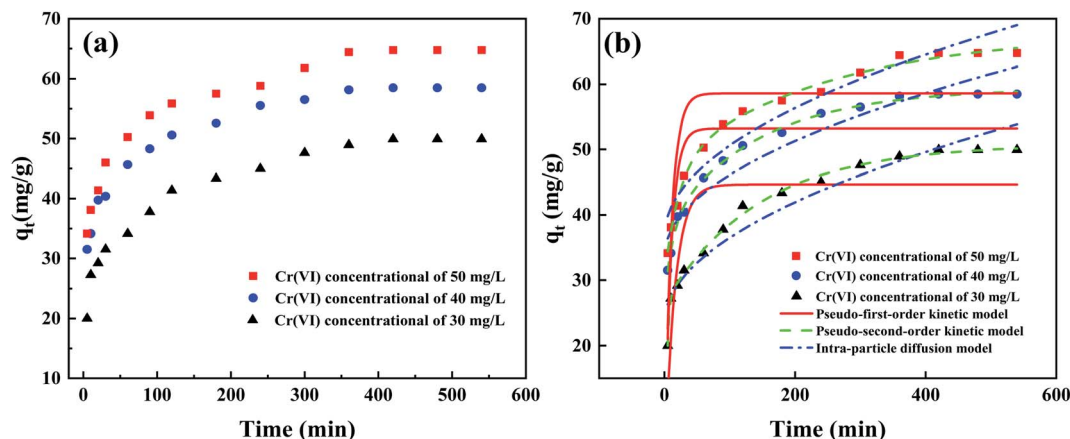 (a)
70
60
50
40
30
20
10
q_t(mg/g)
Cr(VI) concentrational of 50 mg/L
Cr(VI) concentrational of 40 mg/L
Cr(VI) concentrational of 30 mg/L
0 100 200 300 400 500 600
Time (min)
(b)
70
60
50
40
30
20
q_t (mg/g)
Cr(VI) concentrational of 50 mg/L
Cr(VI) concentrational of 40 mg/L
Cr(VI) concentrational of 30 mg/L
Pseudo-first-order kinetic model
Pseudo-second-order kinetic model
Intra-particle diffusion model
0 200 400 600
Time (min)